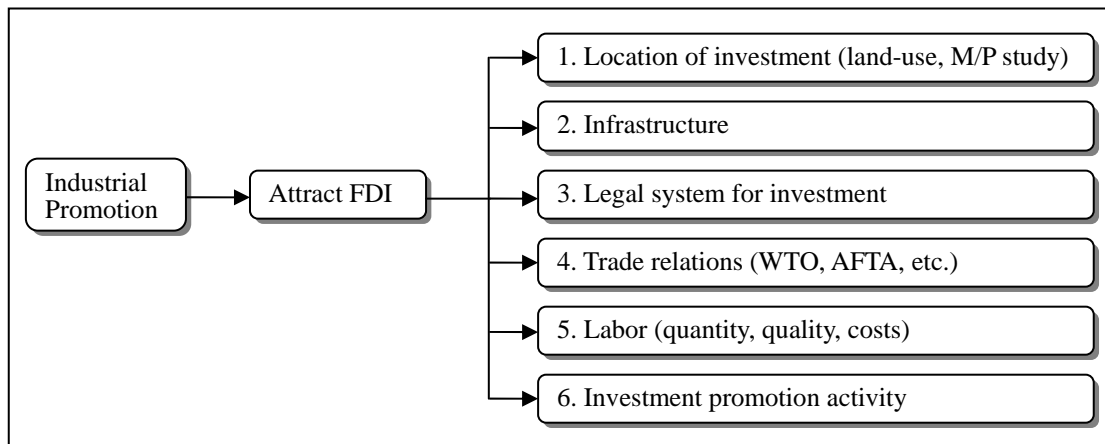 Industrial
Promotion
Attract FDI
1. Location of investment (land-use, M/P study)
2. Infrastructure
3. Legal system for investment
4. Trade relations (WTO, AFTA, etc.)
5. Labor (quantity, quality, costs)
6. Investment promotion activity